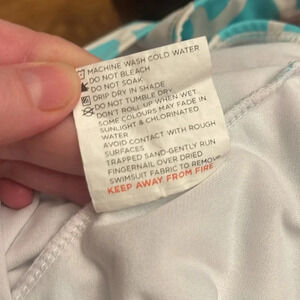 MACHINE WASH COLD WATER
DO NOT BLEACH
DO NOT SOAK
DRIP DRY IN SHADE
DO NOT TUMBLE DRY
DON'T ROLL UP WHEN WET
SOME COLOURS MAY FADE IN
SUNLIGHT & CHLORINATED
WATER
AVOID CONTACT WITH ROUGH
SURFACES
TRAPPED SAND-GENTLY RUN
FINGERNAIL OVER DRIED
SWIMSUIT FABRIC TO REMOVE
KEEP AWAY FROM FIRE